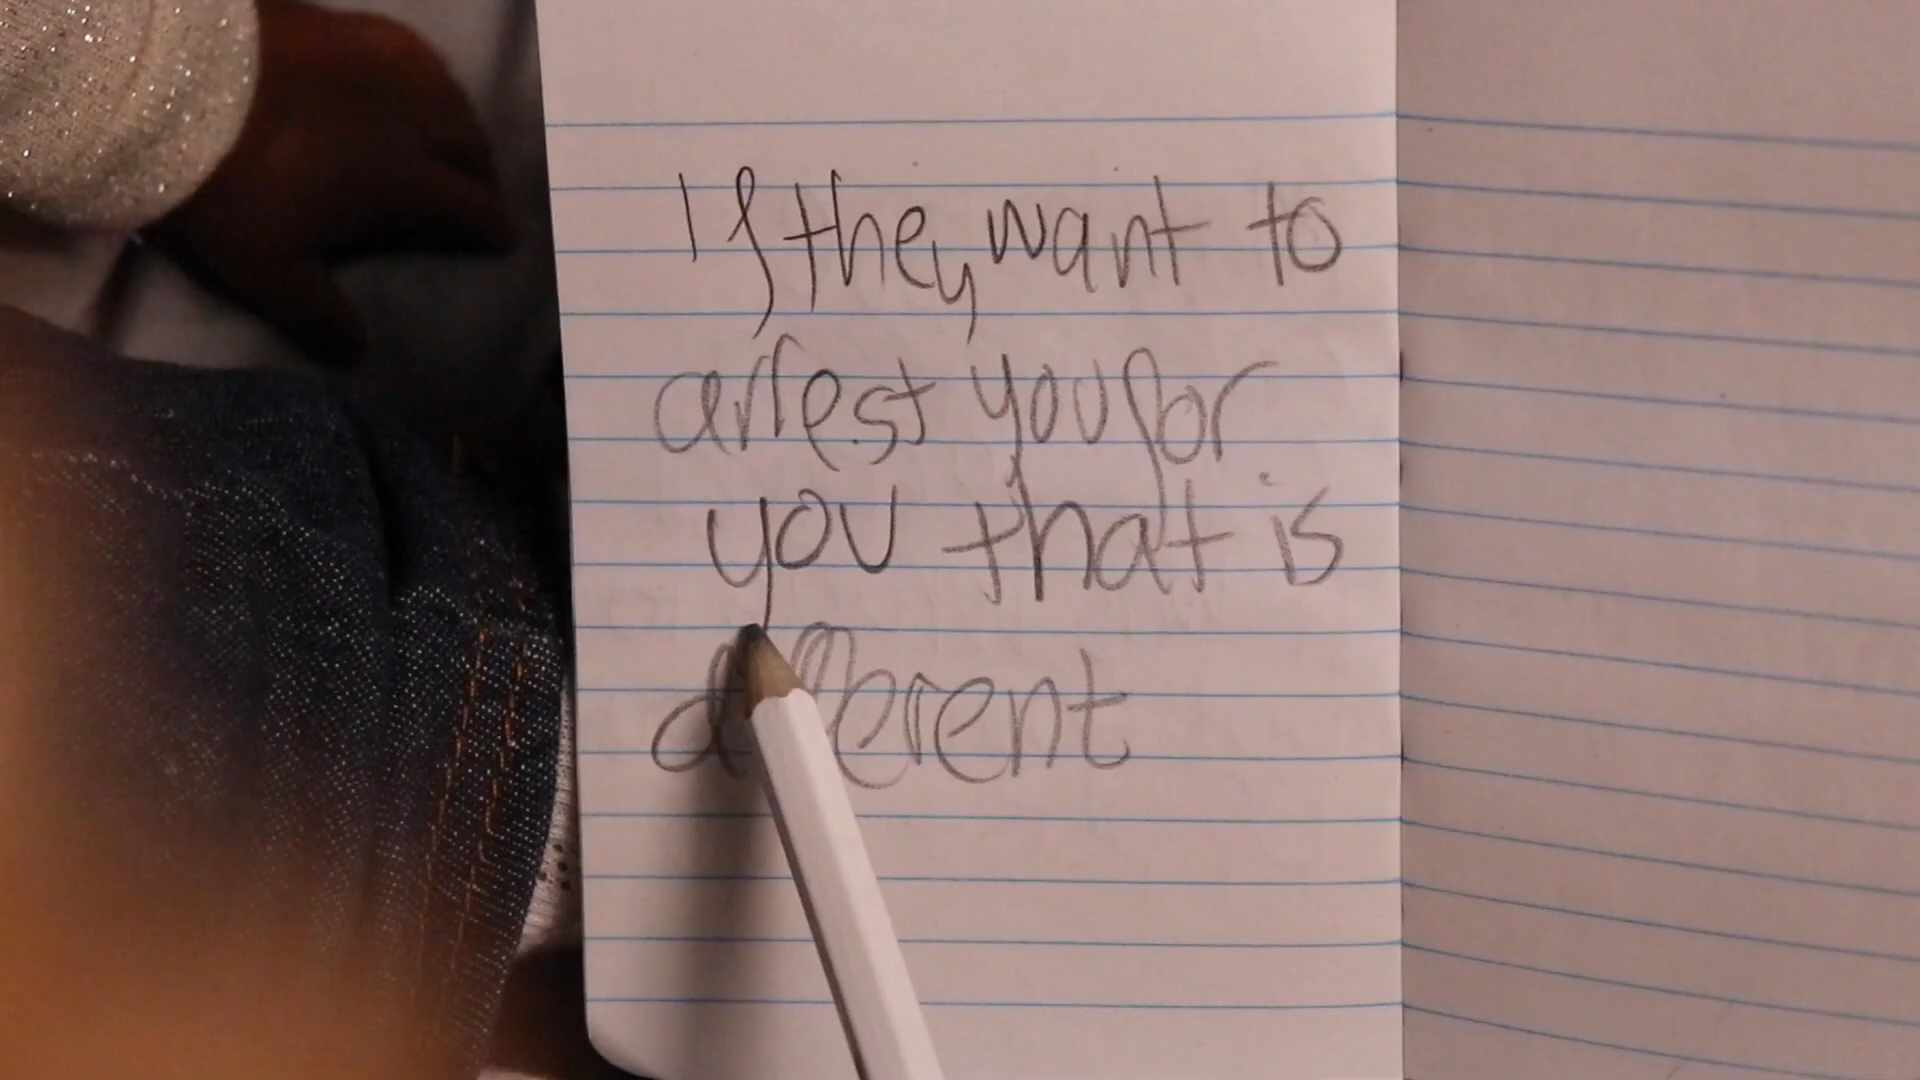 If they want to
arrest you for
you that is
different